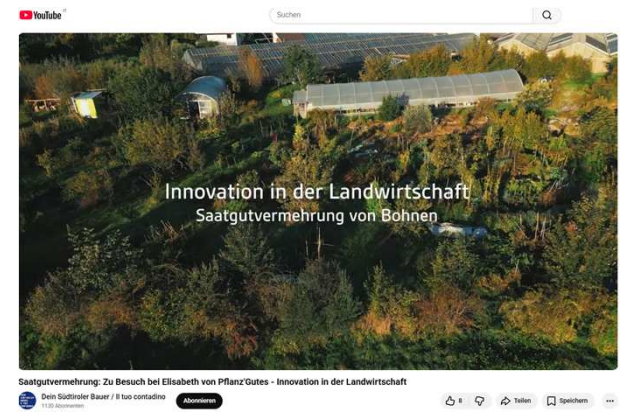 YouTube
Suchen
Innovation in der Landwirtschaft
Saatgutvermehrung von Bohnen
Saatgutvermehrung: Zu Besuch bei Elisabeth von Pflanz'Gutes - Innovation in der Landwirtschaft
Dein Südtiroler Bauer / Il tuo contadino
1130 Abonnenten
Abonnieren
8
Teilen
Speichern